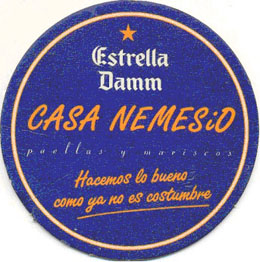 Estrella
Damm
CASA NEMESiO
paellas y mariscos
Hacemos lo bueno
como ya no es costumbre